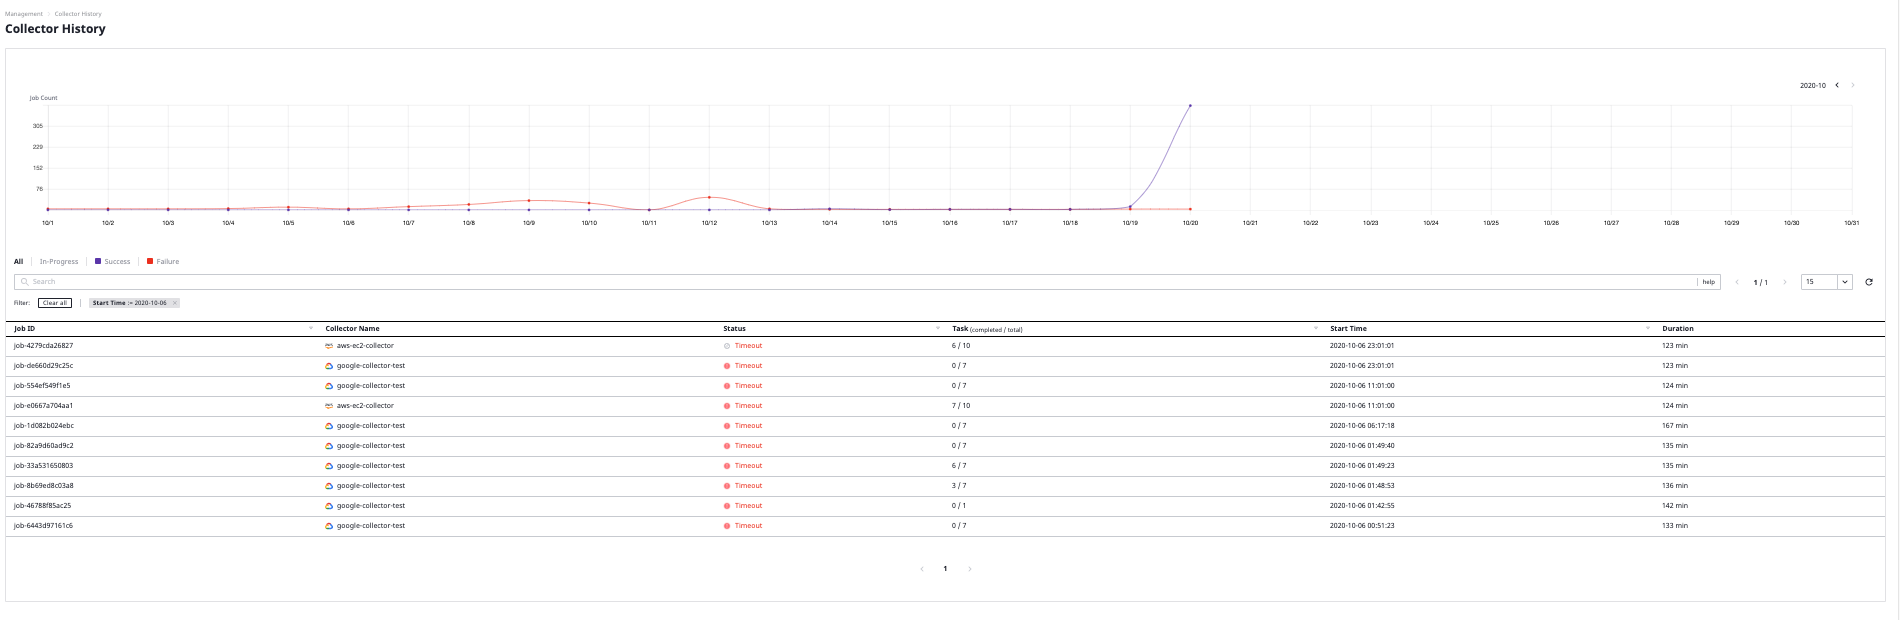 Management > Collector History
Collector History
2020-10 < >
Job Count
305
229
152
76
10/1 10/2 10/3 10/4 10/5 10/6 10/7 10/8 10/9 10/10 10/11 10/12 10/13 10/14 10/15 10/16 10/17 10/18 10/19 10/20 10/21 10/22 10/23 10/24 10/25 10/26 10/27 10/28 10/29 10/30 10/31
All In-Progress Success Failure
Search help < 1 / 1 > 15
Filter: Clear all Start Time := 2020-10-06 ×
Job ID Collector Name Status Task (completed / total) Start Time Duration
job-4279cda26827 aws-ec2-collector Timeout 6 / 10 2020-10-06 23:01:01 123 min
job-de660d29c25c google-collector-test Timeout 0 / 7 2020-10-06 23:01:01 123 min
job-554ef549f1e5 google-collector-test Timeout 0 / 7 2020-10-06 11:01:00 124 min
job-e0667a704aa1 aws-ec2-collector Timeout 7 / 10 2020-10-06 11:01:00 124 min
job-1d082b024ebc google-collector-test Timeout 0 / 7 2020-10-06 06:17:18 167 min
job-82a9d60ad9c2 google-collector-test Timeout 0 / 7 2020-10-06 01:49:40 135 min
job-33a531650803 google-collector-test Timeout 6 / 7 2020-10-06 01:49:23 135 min
job-8b69ed8c03a8 google-collector-test Timeout 3 / 7 2020-10-06 01:48:53 136 min
job-46788f85ac25 google-collector-test Timeout 0 / 1 2020-10-06 01:42:55 142 min
job-6443d97161c6 google-collector-test Timeout 0 / 7 2020-10-06 00:51:23 133 min
< 1 >